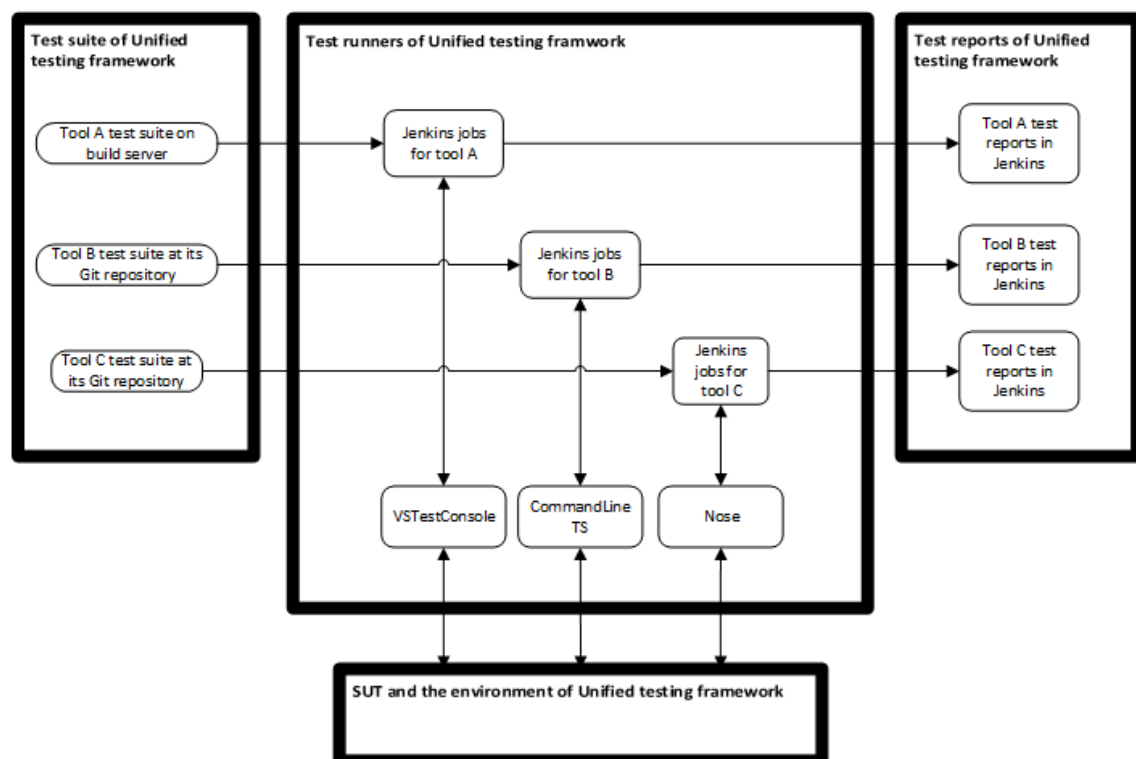 Test suite of Unified
testing framework
Test runners of Unified testing framwork
Test reports of Unified
testing framework
Tool A test suite on
build server
Jenkins jobs
for tool A
Tool A test
reports in
Jenkins
Tool B test suite at its
Git repository
Jenkins jobs
for tool B
Tool B test
reports in
Jenkins
Tool C test suite at
its Git repository
Jenkins
jobs for
tool C
Tool C test
reports in
Jenkins
VSTestConsole
CommandLine
TS
Nose
SUT and the environment of Unified testing framework